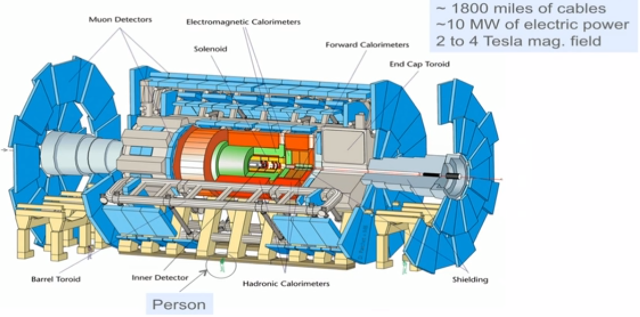 ~ 1800 miles of cables
~10 MW of electric power
2 to 4 Tesla mag. field
Muon Detectors
Electromagnetic Calorimeters
Solenoid
Forward Calorimeters
End Cap Toroid
Barrel Toroid
Inner Detector
Hadronic Calorimeters
Shielding
Person